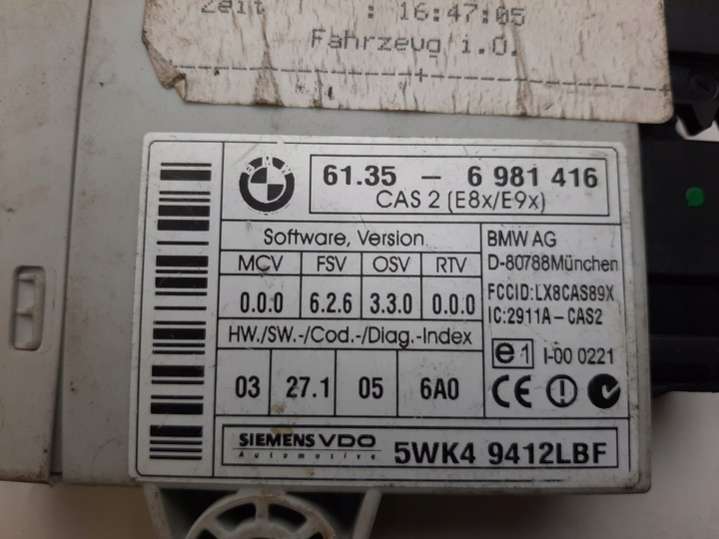 Zeit : 16:47:05
Fahrzeug i.O.
BMW
61.35 - 6 981 416
CAS 2 (E8x/E9x)
Software, Version
MCV FSV OSV RTV
0.0.0 6.2.6 3.3.0 0.0.0
HW./SW.-/Cod.-/Diag.-Index
03 27.1 05 6A0
BMW AG
D-80788München
FCCID:LX8CAS89X
IC:2911A-CAS2
e1 I-00 0221
CE
SIEMENS VDO
Automotive
5WK4 9412LBF